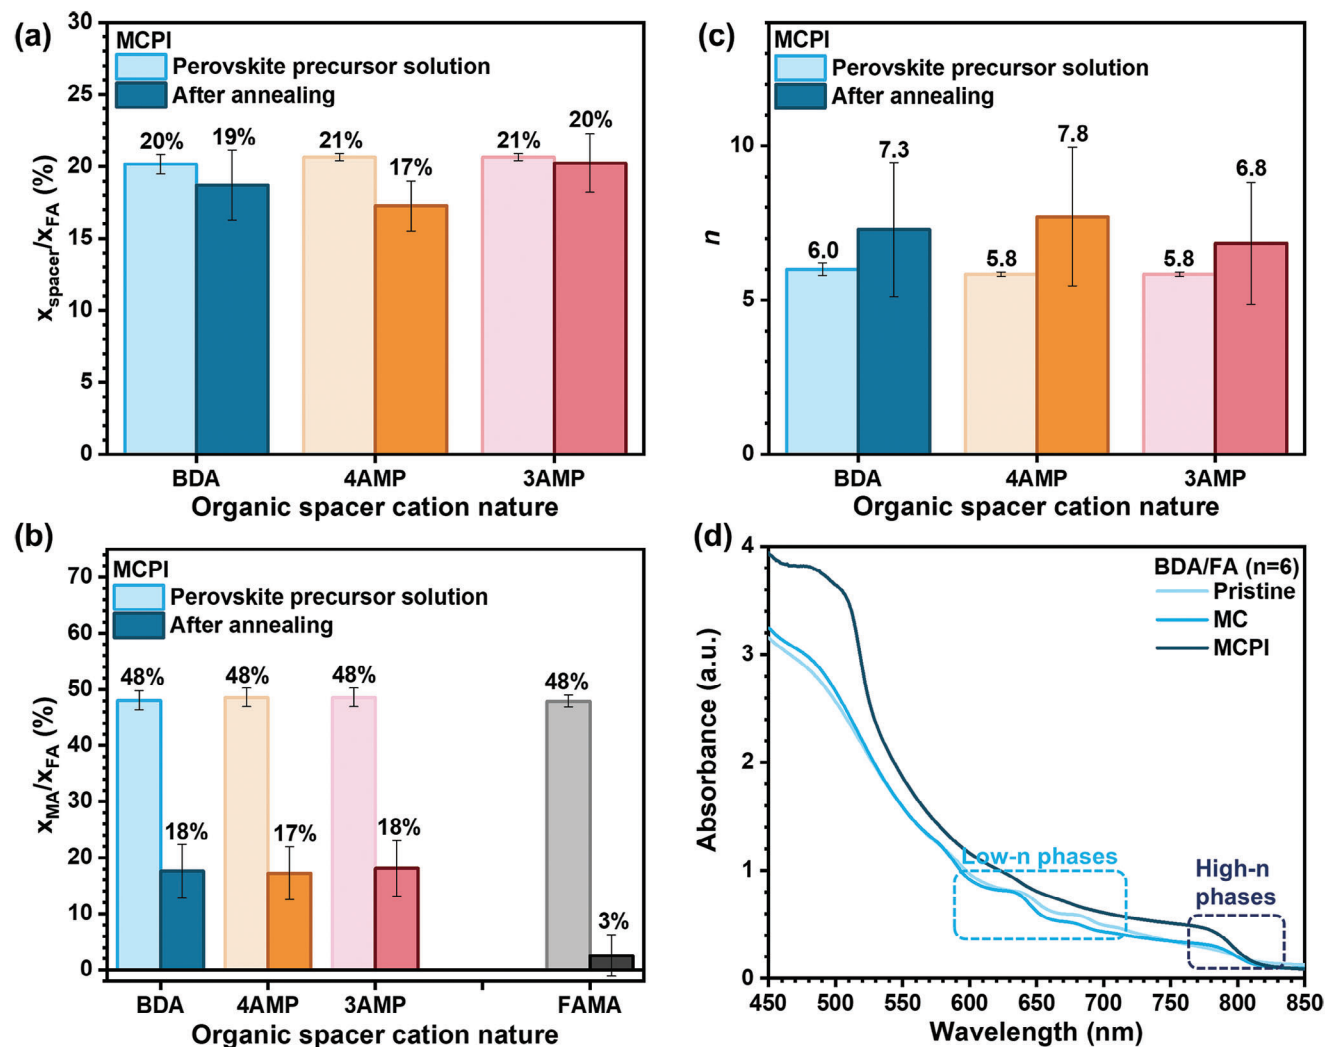 (a)
MCPI
Perovskite precursor solution
After annealing
20%
19%
21%
17%
21%
20%
30
25
20
15
10
5
0
x_spacer/x_FA (%)
BDA
4AMP
3AMP
Organic spacer cation nature
(c)
MCPI
Perovskite precursor solution
After annealing
6.0
7.3
5.8
7.8
5.8
6.8
10
5
0
n
BDA
4AMP
3AMP
Organic spacer cation nature
(b)
MCPI
Perovskite precursor solution
After annealing
48%
18%
48%
17%
48%
18%
48%
3%
70
60
50
40
30
20
10
0
x_MA/x_FA (%)
BDA
4AMP
3AMP
FAMA
Organic spacer cation nature
(d)
BDA/FA (n=6)
Pristine
MC
MCPI
Low-n phases
High-n
phases
4
3
2
1
0
Absorbance (a.u.)
450 500 550 600 650 700 750 800 850
Wavelength (nm)